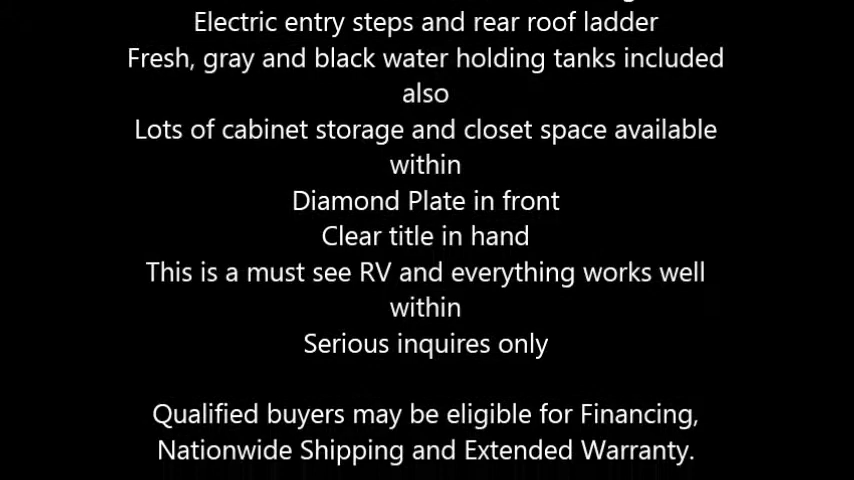 Electric entry steps and rear roof ladder
Fresh, gray and black water holding tanks included
also
Lots of cabinet storage and closet space available
within
Diamond Plate in front
Clear title in hand
This is a must see RV and everything works well
within
Serious inquires only
Qualified buyers may be eligible for Financing,
Nationwide Shipping and Extended Warranty.